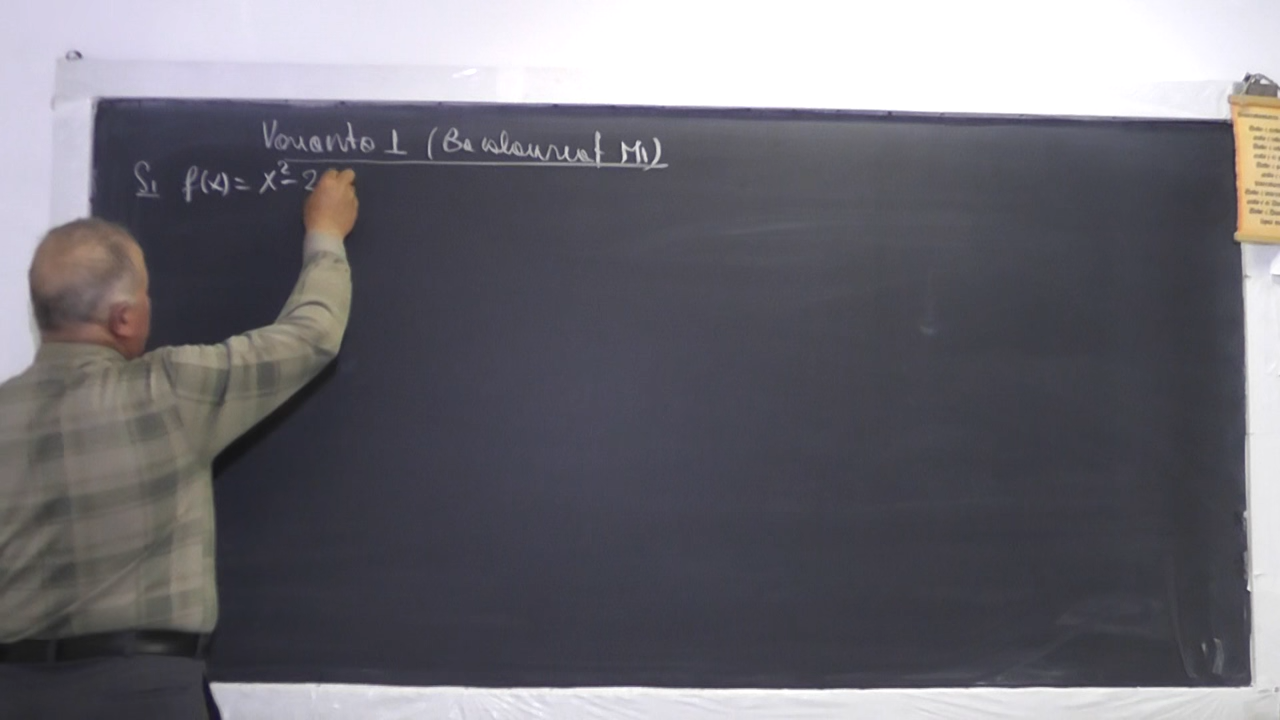 Varianta 1 (Bacalaureat M1)
S1 f(x) = x² - 2